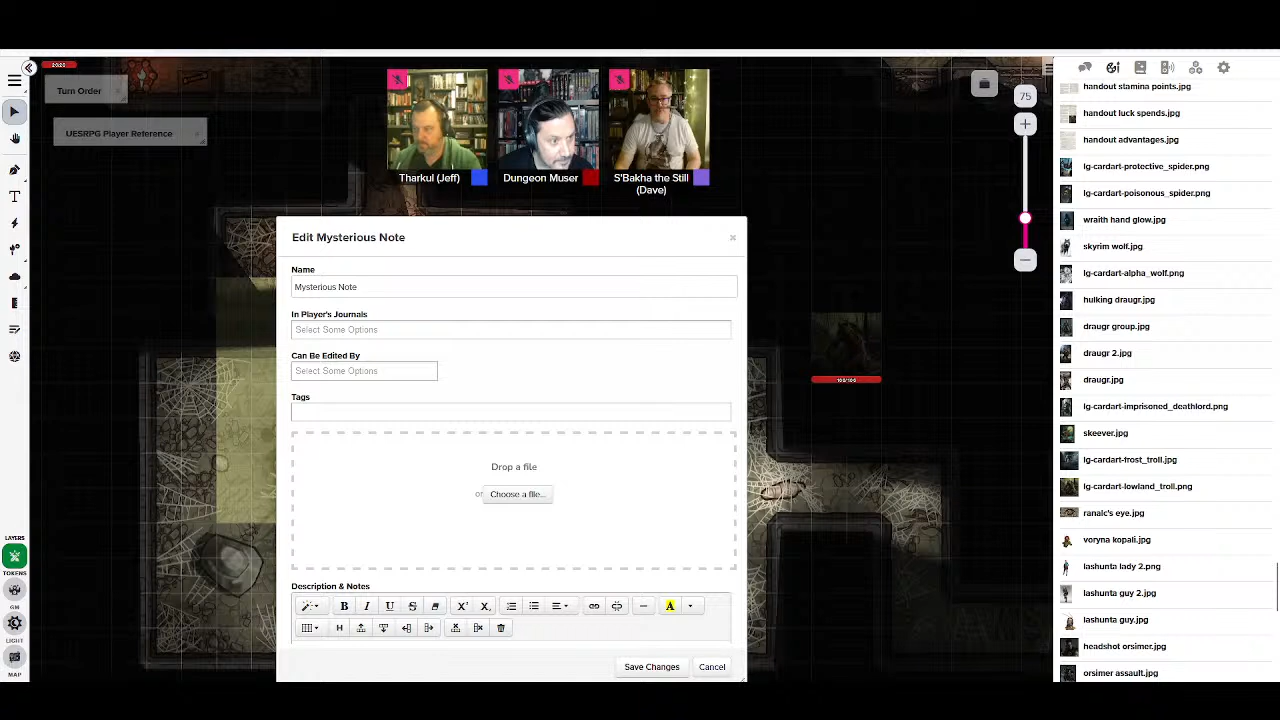 20/20
Turn Order
UESRPG Player Reference
Tharkul (Jeff)
Dungeon Muser
S'Bakha the Still
(Dave)
75
Edit Mysterious Note
Name
Mysterious Note
In Player's Journals
Select Some Options
Can Be Edited By
Select Some Options
Tags
Drop a file
or Choose a file...
Description & Notes
B I U S X² X, A
H
Save Changes Cancel
100/100
LAYERS
TOKENS
GM
LIGHT
MAP
handout stamina points.jpg
handout luck spends.jpg
handout advantages.jpg
lg-cardart-protective_spider.png
lg-cardart-poisonous_spider.png
wraith hand glow.jpg
skyrim wolf.jpg
lg-cardart-alpha_wolf.png
hulking draugr.jpg
draugr group.jpg
draugr 2.jpg
draugr.jpg
lg-cardart-imprisoned_deathlord.png
skeever.jpg
lg-cardart-frost_troll.jpg
lg-cardart-lowland_troll.png
ranalc's eye.jpg
voryna kopali.jpg
lashunta lady 2.png
lashunta guy 2.jpg
lashunta guy.jpg
headshot orsimer.jpg
orsimer assault.jpg